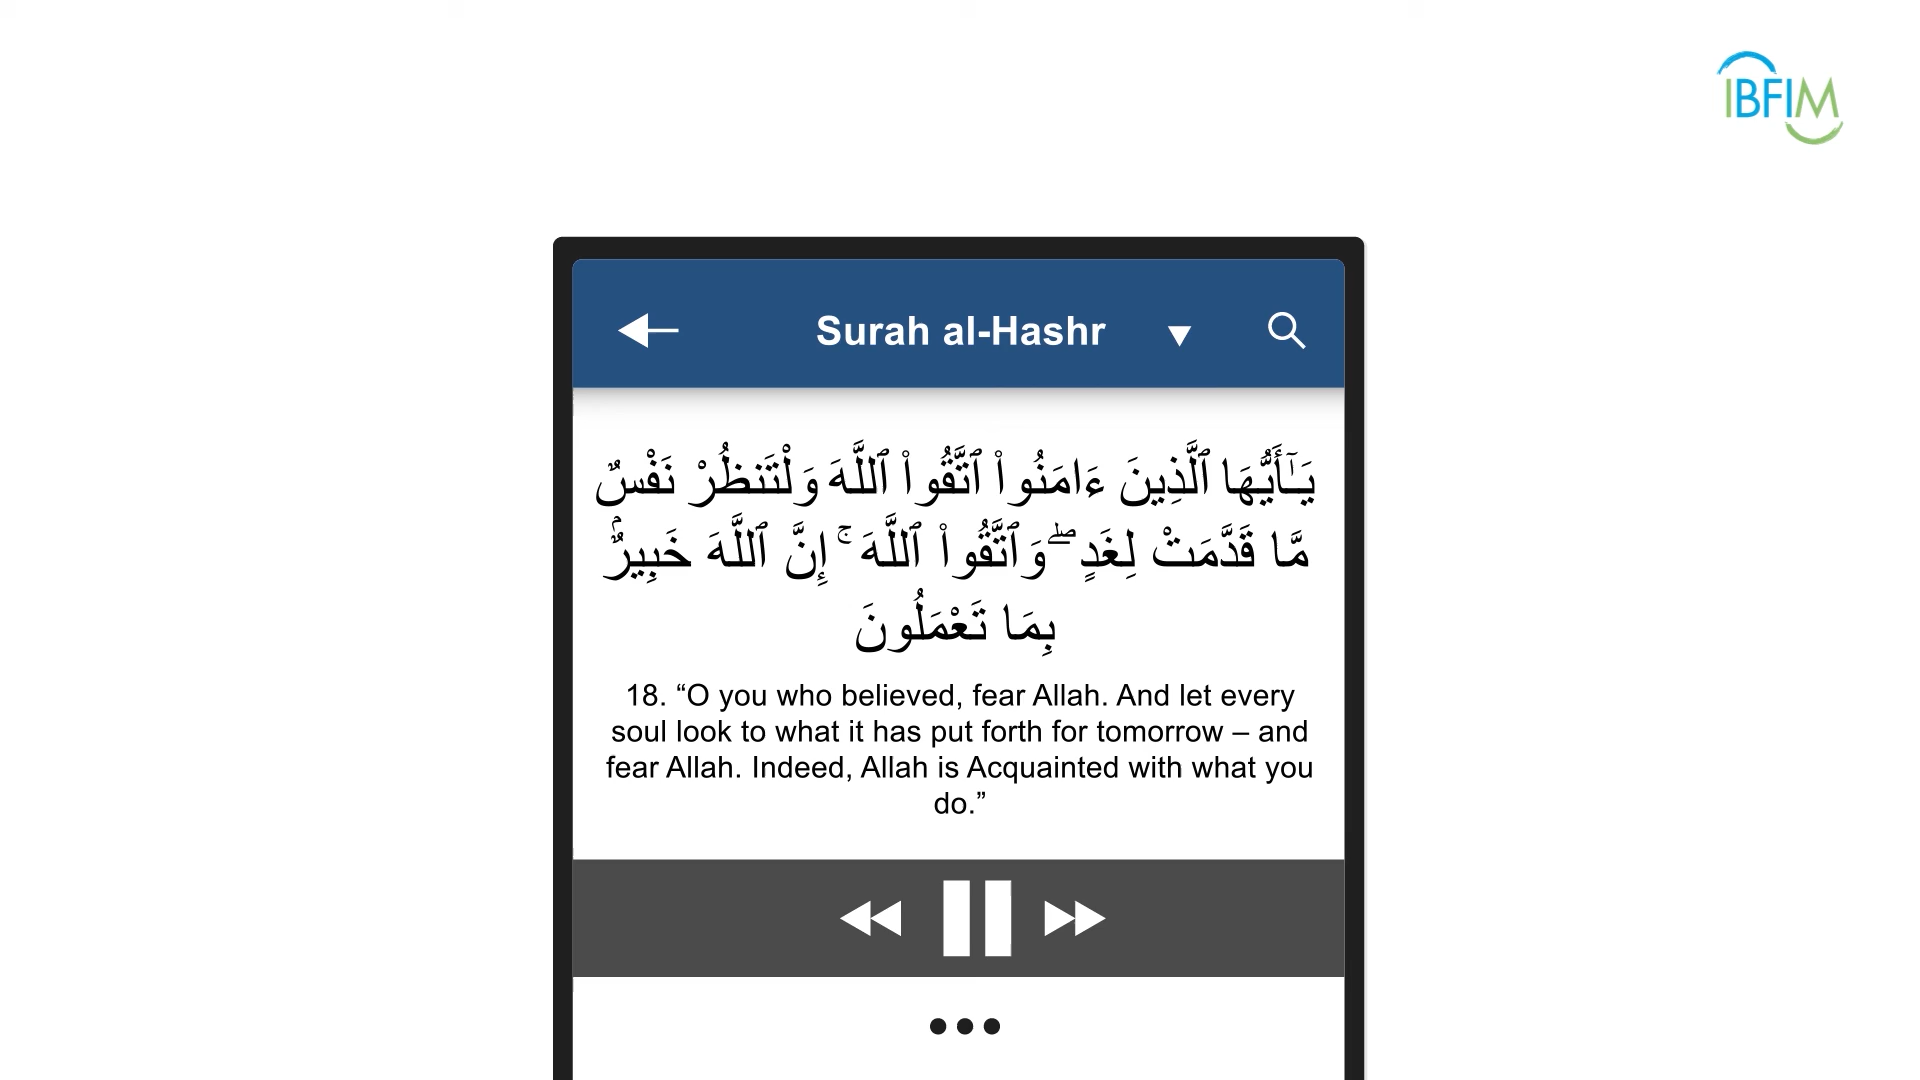 IBFIM
Surah al-Hashr
يَـٰٓأَيُّهَا ٱلَّذِينَ ءَامَنُوا۟ ٱتَّقُوا۟ ٱللَّهَ وَلْتَنظُرْ نَفْسٌ
مَّا قَدَّمَتْ لِغَدٍ ۖ وَٱتَّقُوا۟ ٱللَّهَ ۚ إِنَّ ٱللَّهَ خَبِيرٌۢ
بِمَا تَعْمَلُونَ
18. “O you who believed, fear Allah. And let every
soul look to what it has put forth for tomorrow – and
fear Allah. Indeed, Allah is Acquainted with what you
do.”